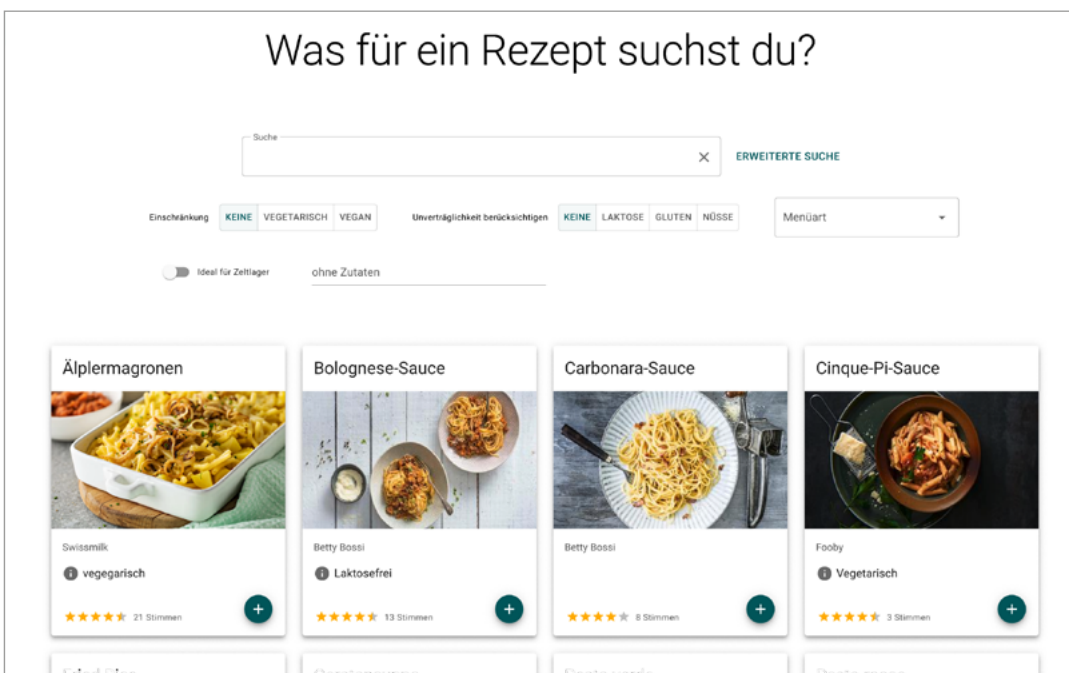 Was für ein Rezept suchst du?
Suche
ERWEITERTE SUCHE
Einschränkung KEINE VEGETARISCH VEGAN Unverträglichkeit berücksichtigen KEINE LAKTOSE GLUTEN NÜSSE Menüart
Ideal für Zeltlager ohne Zutaten
Älplermagronen Bolognese-Sauce Carbonara-Sauce Cinque-Pi-Sauce
Swissmilk Betty Bossi Betty Bossi Fooby
vegegarisch Laktosefrei Vegetarisch
21 Stimmen 13 Stimmen 8 Stimmen 3 Stimmen